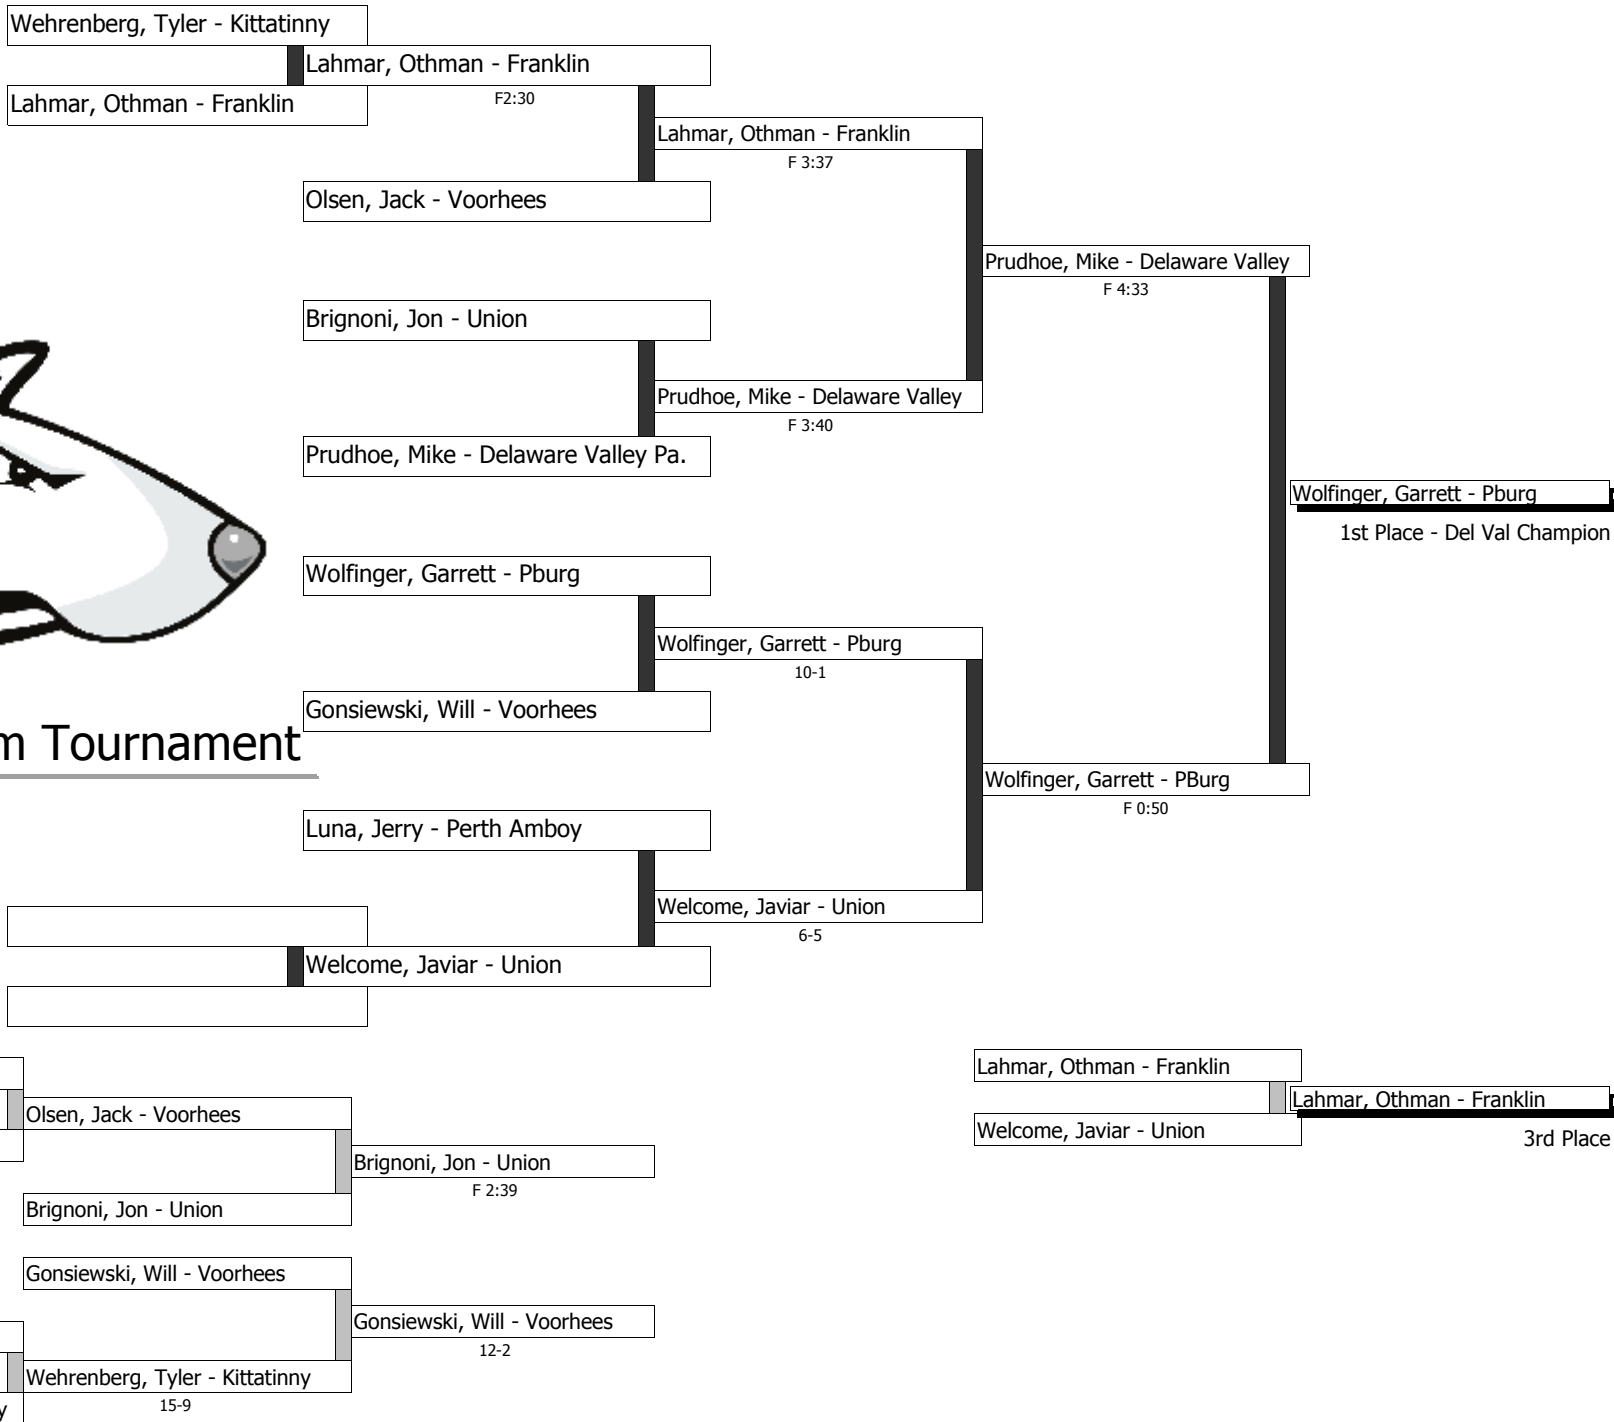 Wehrenberg, Tyler - Kittatinny
Lahmar, Othman - Franklin
Lahmar, Othman - Franklin
F2:30
Lahmar, Othman - Franklin
F 3:37
Olsen, Jack - Voorhees
Prudhoe, Mike - Delaware Valley
F 4:33
Brignoni, Jon - Union
Prudhoe, Mike - Delaware Valley
F 3:40
Prudhoe, Mike - Delaware Valley Pa.
Wolfinger, Garrett - Pburg
1st Place - Del Val Champion
Wolfinger, Garrett - Pburg
Wolfinger, Garrett - Pburg
10-1
Gonsiewski, Will - Voorhees
m Tournament
Wolfinger, Garrett - PBurg
F 0:50
Luna, Jerry - Perth Amboy
Welcome, Javiar - Union
6-5
Welcome, Javiar - Union
Lahmar, Othman - Franklin
Lahmar, Othman - Franklin
Welcome, Javiar - Union
3rd Place
Olsen, Jack - Voorhees
Brignoni, Jon - Union
F 2:39
Brignoni, Jon - Union
Gonsiewski, Will - Voorhees
Gonsiewski, Will - Voorhees
12-2
Wehrenberg, Tyler - Kittatinny
15-9
y